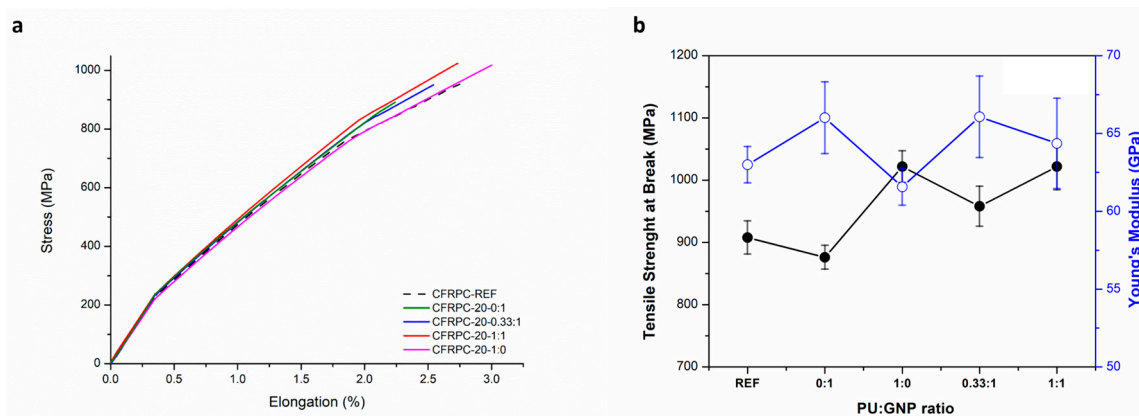 a
Stress (MPa)
1000
800
600
400
200
0
0.0 0.5 1.0 1.5 2.0 2.5 3.0
Elongation (%)
CFRPC-REF
CFRPC-20-0:1
CFRPC-20-0.33:1
CFRPC-20-1:1
CFRPC-20-1:0
b
Tensile Strenght at Break (MPa)
1200
1100
1000
900
800
700
REF 0:1 1:0 0.33:1 1:1
PU:GNP ratio
70
65
60
55
50
Young's Modulus (GPa)